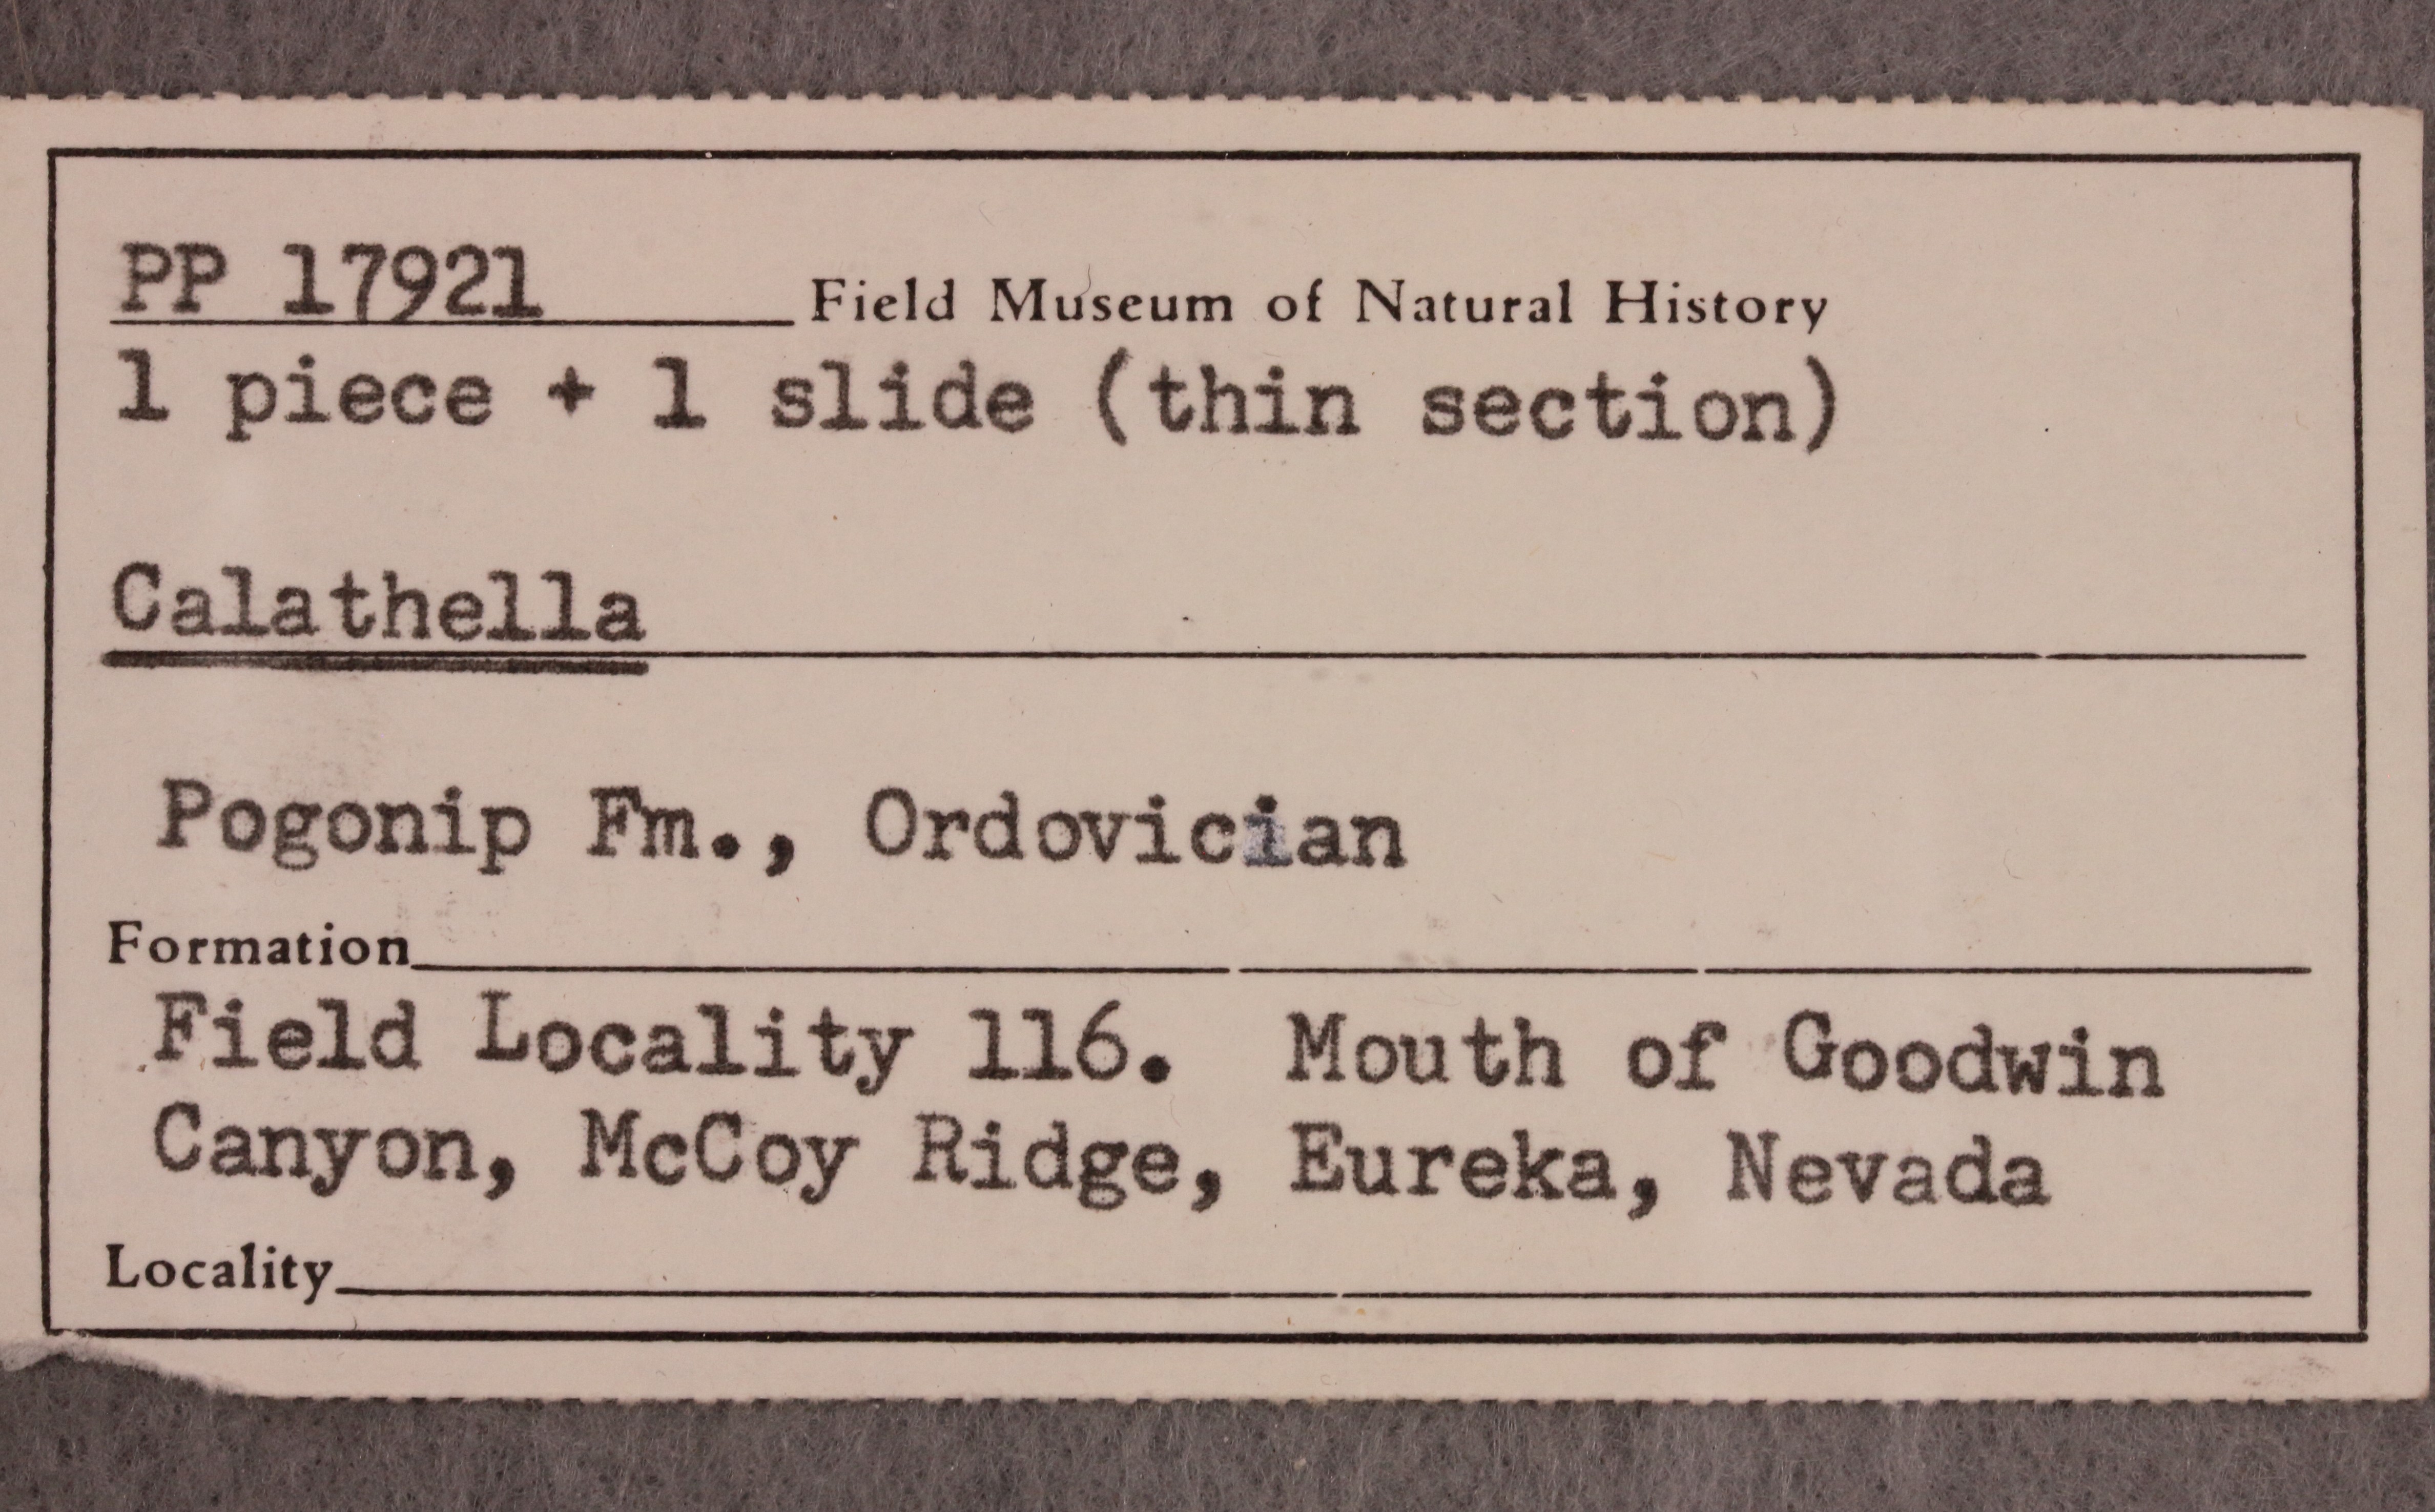 PP 17921 Field Museum of Natural History
1 piece + 1 slide (thin section)
Calathella
Pogonip Fm., Ordovician
Formation
Field Locality 116. Mouth of Goodwin
Canyon, McCoy Ridge, Eureka, Nevada
Locality